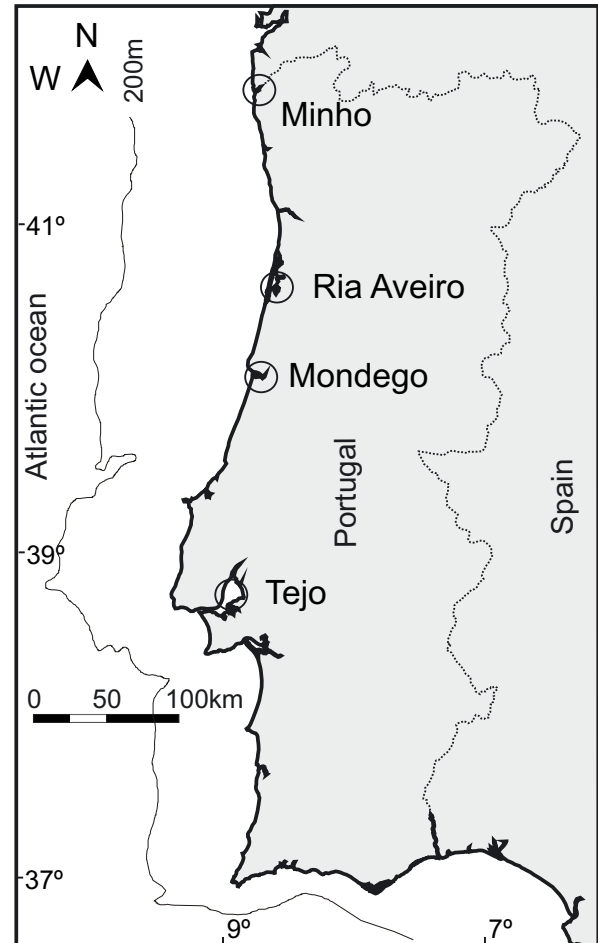 N
W
200m
Minho
41º
Ria Aveiro
Atlantic ocean
Mondego
Portugal
Spain
39º
Tejo
0 50 100km
37º
9º 7º